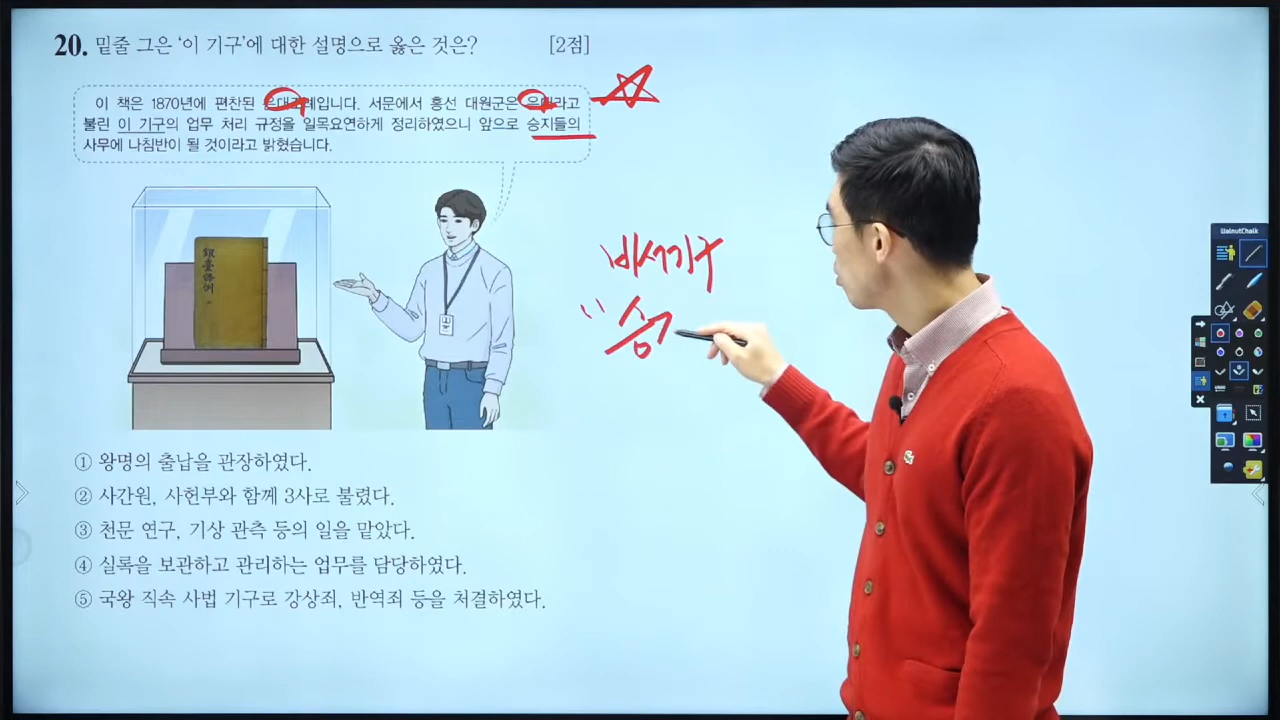 20. 밑줄 그은 '이 기구'에 대한 설명으로 옳은 것은? [2점]
이 책은 1870년에 편찬된 은대조례입니다. 서문에서 흥선 대원군은 은대라고
불린 이 기구의 업무 처리 규정을 일목요연하게 정리하였으니 앞으로 승지들의
사무에 나침반이 될 것이라고 밝혔습니다.
銀臺條例
비서기구
"승
① 왕명의 출납을 관장하였다.
② 사간원, 사헌부와 함께 3사로 불렸다.
③ 천문 연구, 기상 관측 등의 일을 맡았다.
④ 실록을 보관하고 관리하는 업무를 담당하였다.
⑤ 국왕 직속 사법 기구로 강상죄, 반역죄 등을 처결하였다.
WalnutChalk